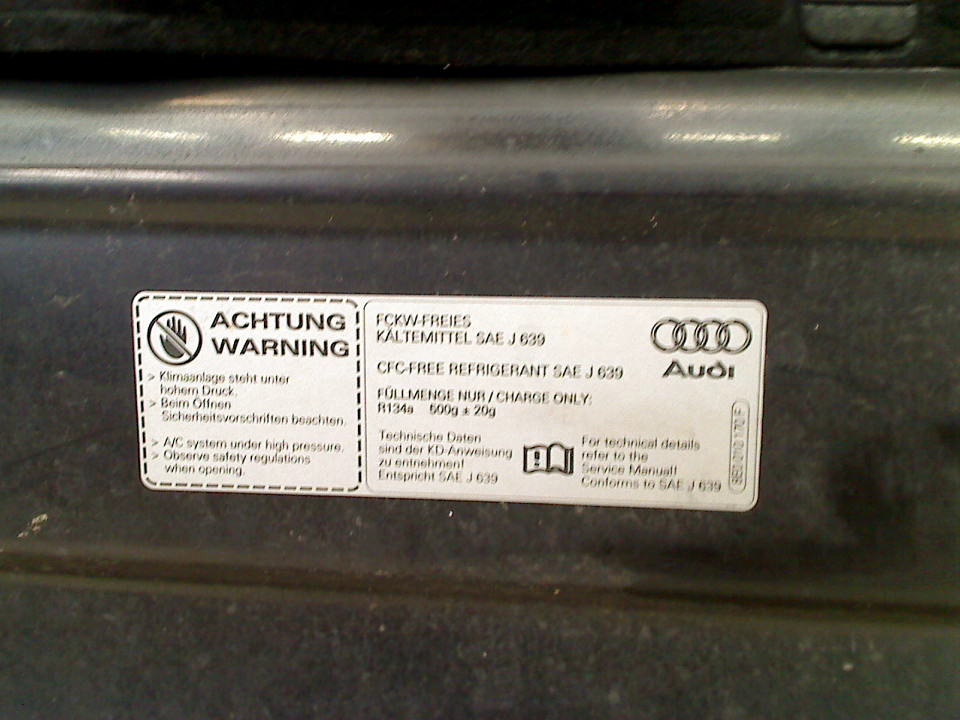 ACHTUNG
WARNING
> Klimaanlage steht unter
hohem Druck.
> Beim Öffnen
Sicherheitsvorschriften beachten.
> A/C system under high pressure.
> Observe safety regulations
when opening.
FCKW-FREIES
KÄLTEMITTEL SAE J 639
CFC-FREE REFRIGERANT SAE J 639
FÜLLMENGE NUR / CHARGE ONLY:
R134a 500g ± 20g
Technische Daten
sind der KD-Anweisung
zu entnehmen!
Entspricht SAE J 639
For technical details
refer to the
Service Manual!
Conforms to SAE J 639
Audi
8E0 010 170 F